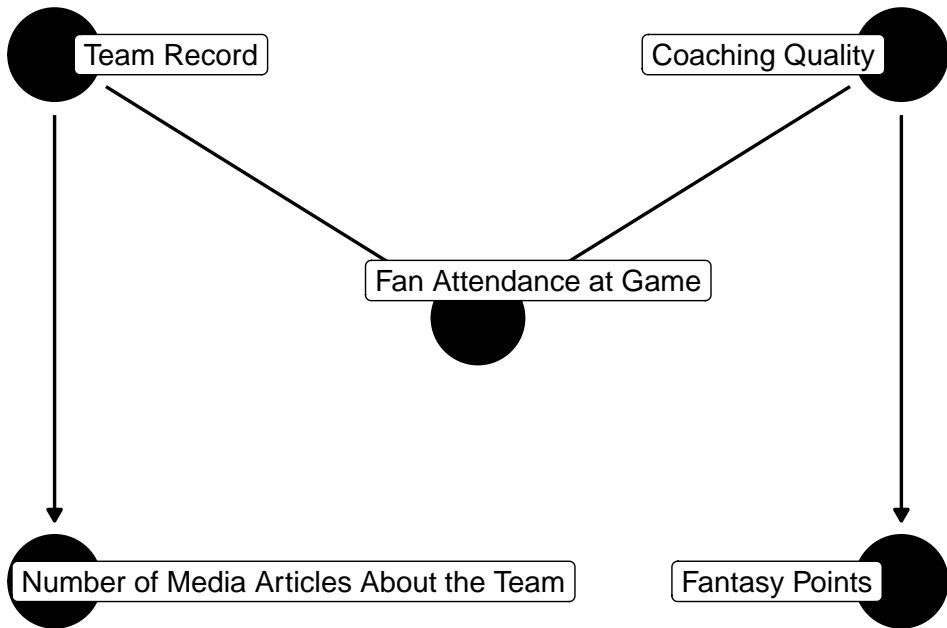 Team Record
Coaching Quality
Fan Attendance at Game
Number of Media Articles About the Team
Fantasy Points